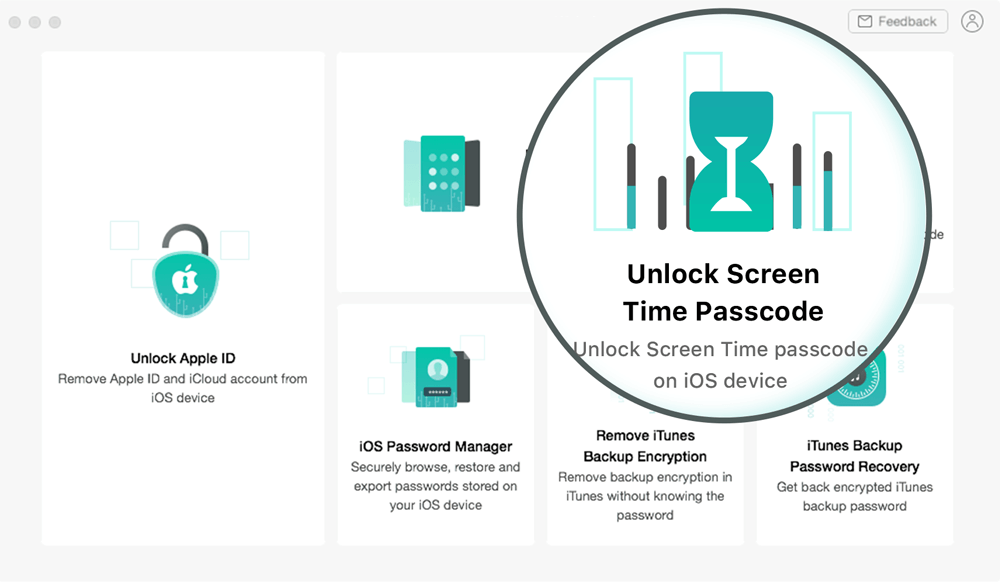 Feedback
Unlock Screen
Time Passcode
Unlock Screen Time passcode
on iOS device
Unlock Apple ID
Remove Apple ID and iCloud account from
iOS device
iOS Password Manager
Securely browse, restore and
export passwords stored on
your iOS device
Remove iTunes
Backup Encryption
Remove backup encryption in
iTunes without knowing the
password
iTunes Backup
Password Recovery
Get back encrypted iTunes
backup password